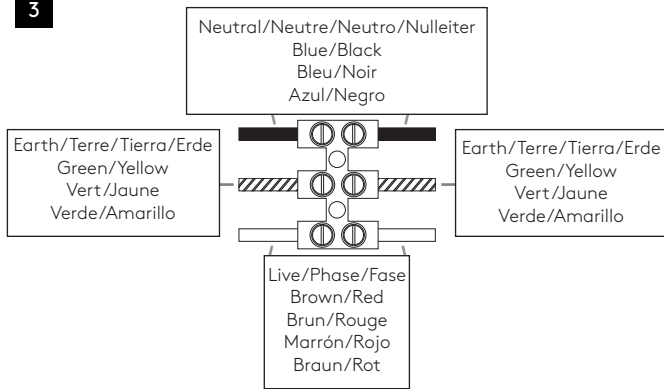 3
Neutral/Neutre/Neutro/Nulleiter
Blue/Black
Bleu/Noir
Azul/Negro
Earth/Terre/Tierra/Erde
Green/Yellow
Vert/Jaune
Verde/Amarillo
Earth/Terre/Tierra/Erde
Green/Yellow
Vert/Jaune
Verde/Amarillo
Live/Phase/Fase
Brown/Red
Brun/Rouge
Marrón/Rojo
Braun/Rot